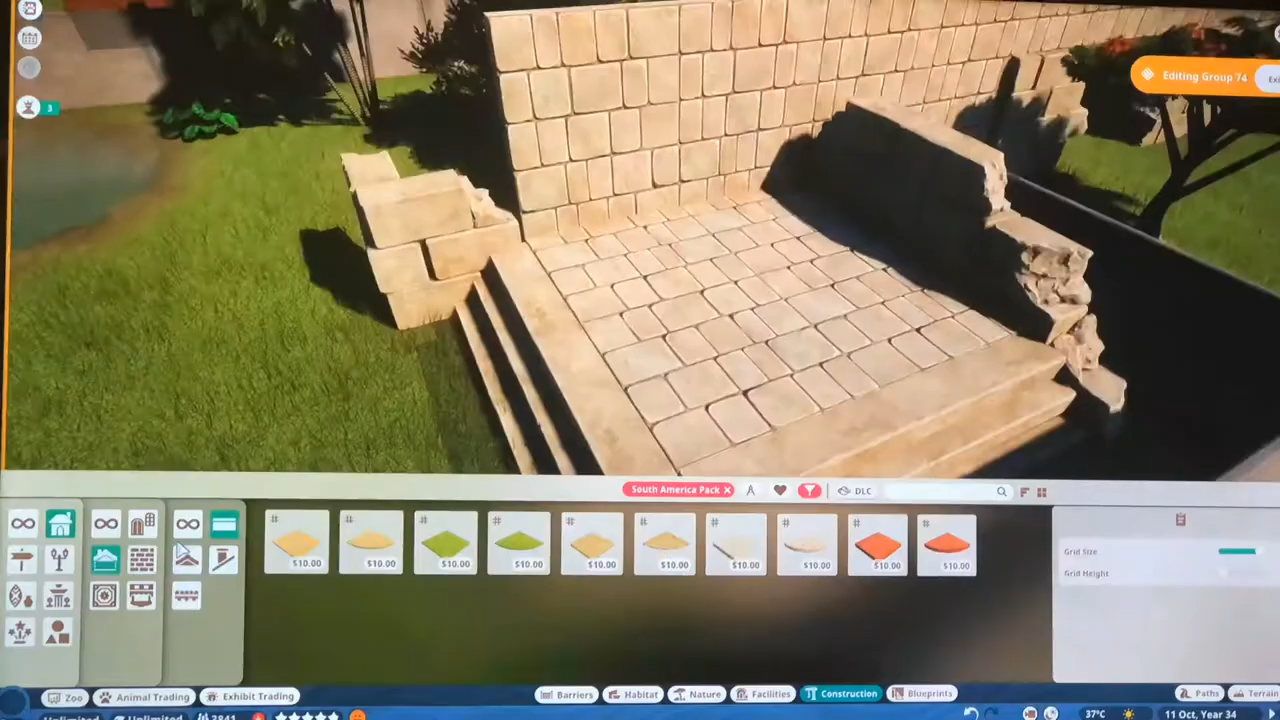 3
Editing Group 74
South America Pack ×
DLC
$10.00 $10.00 $10.00 $10.00 $10.00 $10.00 $10.00 $10.00 $10.00 $10.00
Grid Size
Grid Height
Zoo Animal Trading Exhibit Trading Barriers Habitat Nature Facilities Construction Blueprints Paths Terrain
3841 37°C 11 Oct, Year 34